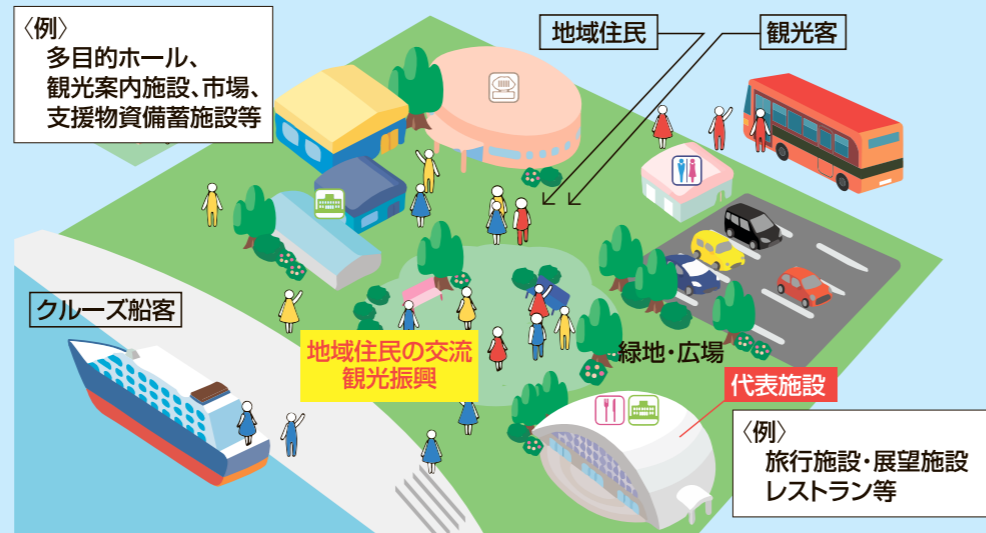 〈例〉
多目的ホール、
観光案内施設、市場、
支援物資備蓄施設等
地域住民
観光客
クルーズ船客
地域住民の交流
観光振興
緑地・広場
代表施設
〈例〉
旅行施設・展望施設
レストラン等